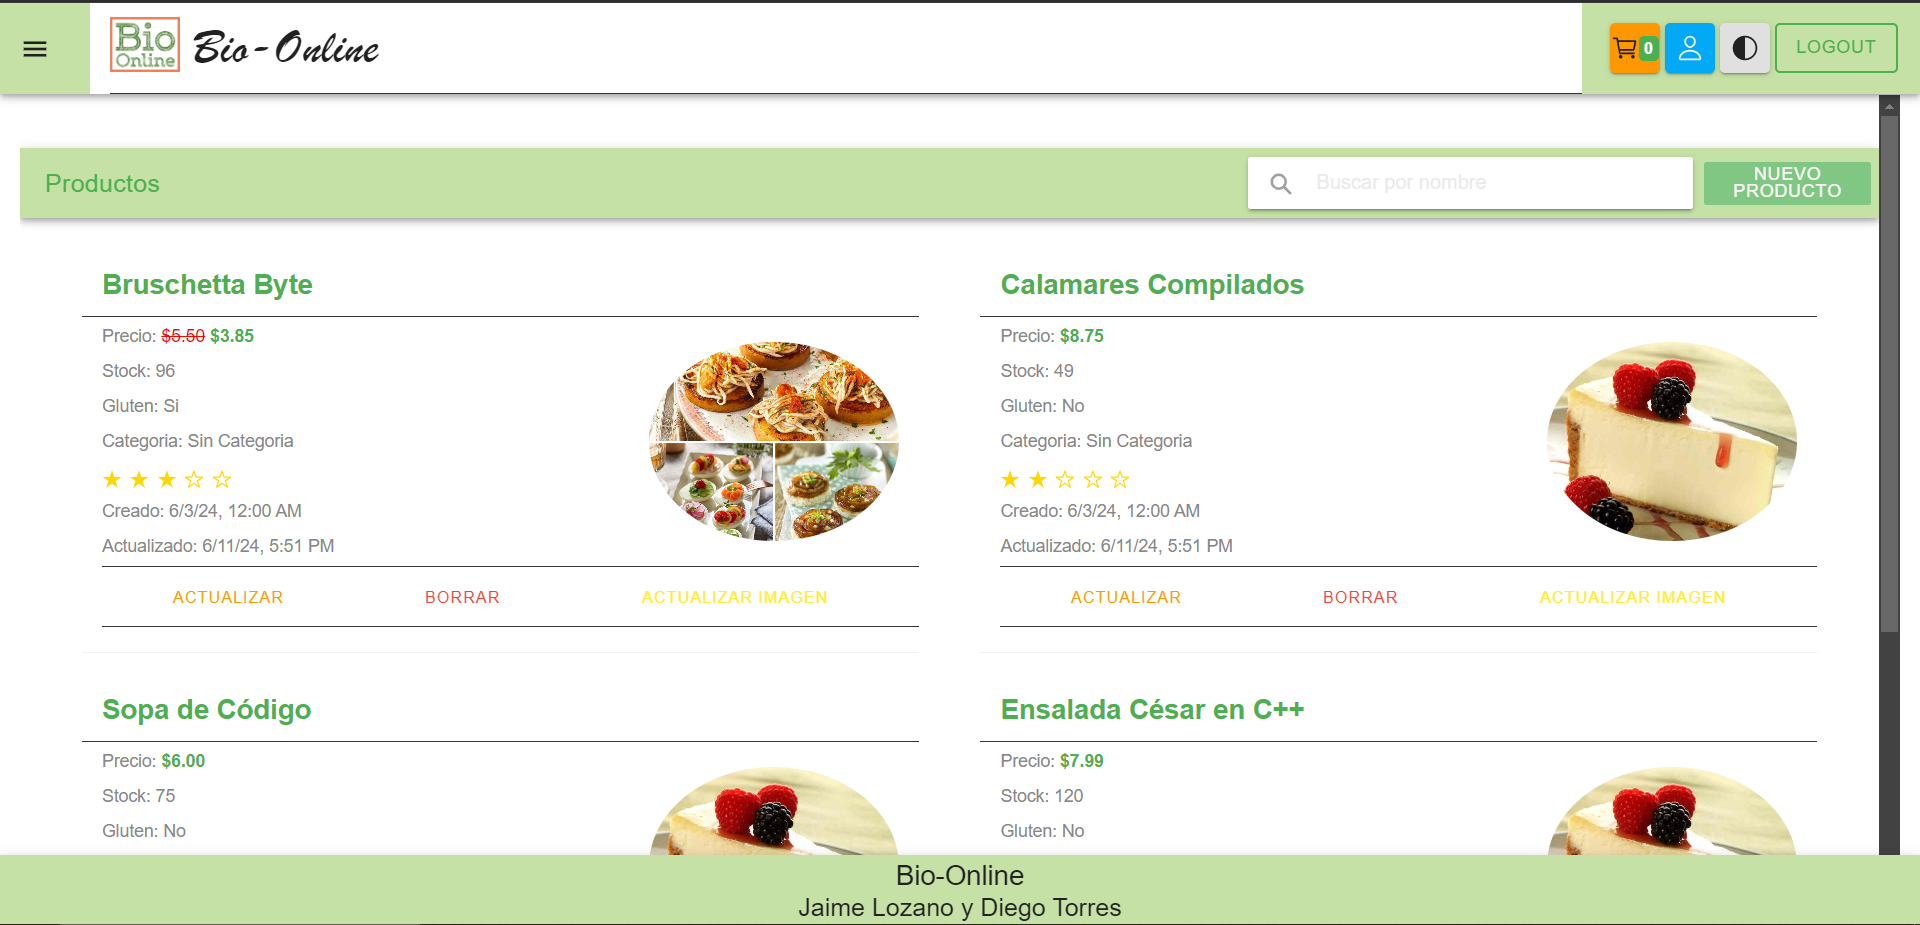 Bio
Online
Bio-Online
0
LOGOUT
Productos
Buscar por nombre
NUEVO
PRODUCTO
Bruschetta Byte
Precio: $5.50 $3.85
Stock: 96
Gluten: Si
Categoria: Sin Categoria
Creado: 6/3/24, 12:00 AM
Actualizado: 6/11/24, 5:51 PM
ACTUALIZAR BORRAR ACTUALIZAR IMAGEN
Calamares Compilados
Precio: $8.75
Stock: 49
Gluten: No
Categoria: Sin Categoria
Creado: 6/3/24, 12:00 AM
Actualizado: 6/11/24, 5:51 PM
ACTUALIZAR BORRAR ACTUALIZAR IMAGEN
Sopa de Código
Precio: $6.00
Stock: 75
Gluten: No
Ensalada César en C++
Precio: $7.99
Stock: 120
Gluten: No
Bio-Online
Jaime Lozano y Diego Torres